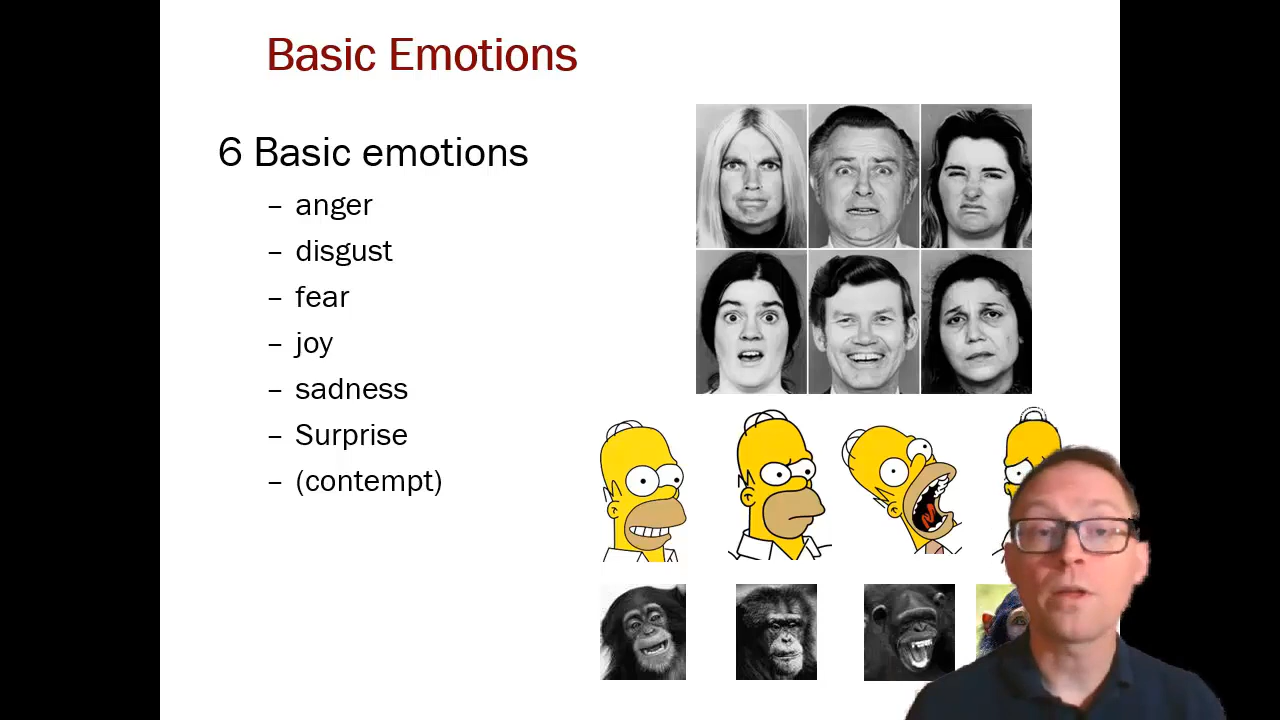 Basic Emotions
6 Basic emotions
– anger
– disgust
– fear
– joy
– sadness
– Surprise
– (contempt)